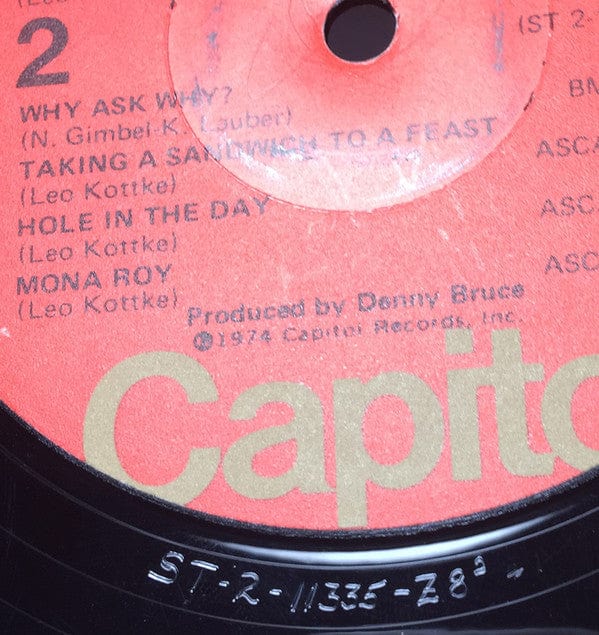 (Leo
(ST 2-
2
WHY ASK WHY?
(N. Gimbel-K. Lauber)
BM
TAKING A SANDWICH TO A FEAST
(Leo Kottke)
ASCA
HOLE IN THE DAY
(Leo Kottke)
ASCA
MONA ROY
(Leo Kottke)
ASC
Produced by Denny Bruce
℗1974 Capitol Records, Inc.
Capito
ST-2-11335-Z8